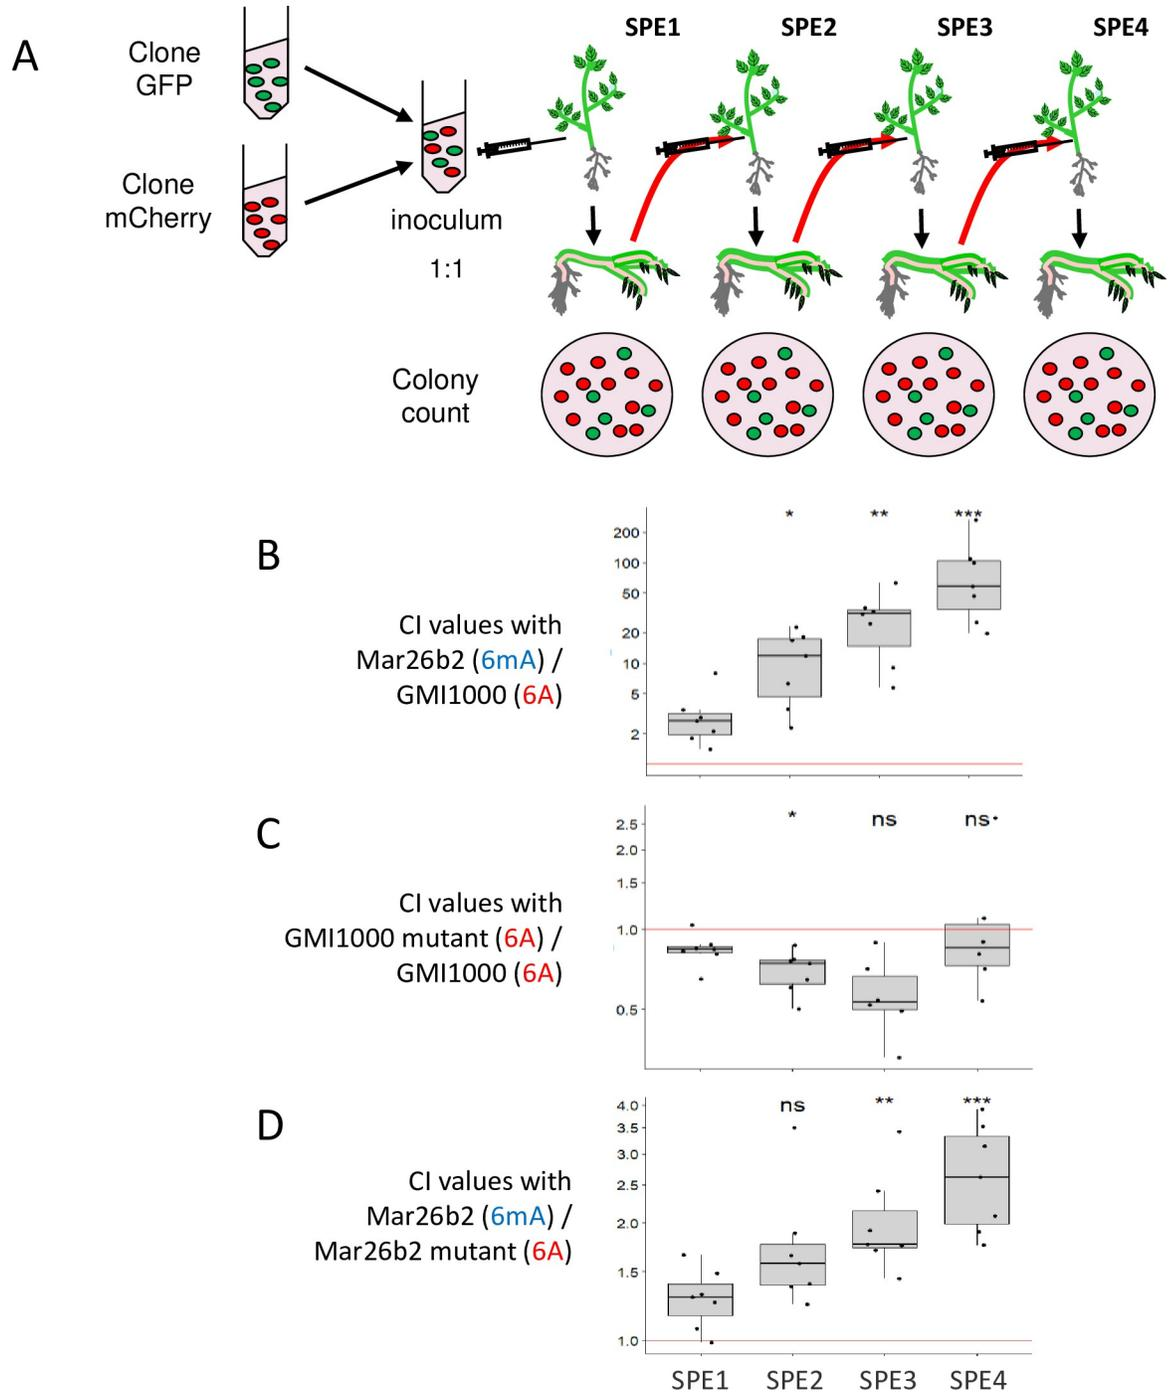 A
Clone
GFP
Clone
mCherry
inoculum
1:1
SPE1 SPE2 SPE3 SPE4
Colony
count
B
CI values with
Mar26b2 (6mA) /
GMI1000 (6A)
* ** ***
200
100
50
20
10
5
2
C
CI values with
GMI1000 mutant (6A) /
GMI1000 (6A)
* ns ns
2.5
2.0
1.5
1.0
0.5
D
CI values with
Mar26b2 (6mA) /
Mar26b2 mutant (6A)
ns ** ***
4.0
3.5
3.0
2.5
2.0
1.5
1.0
SPE1 SPE2 SPE3 SPE4